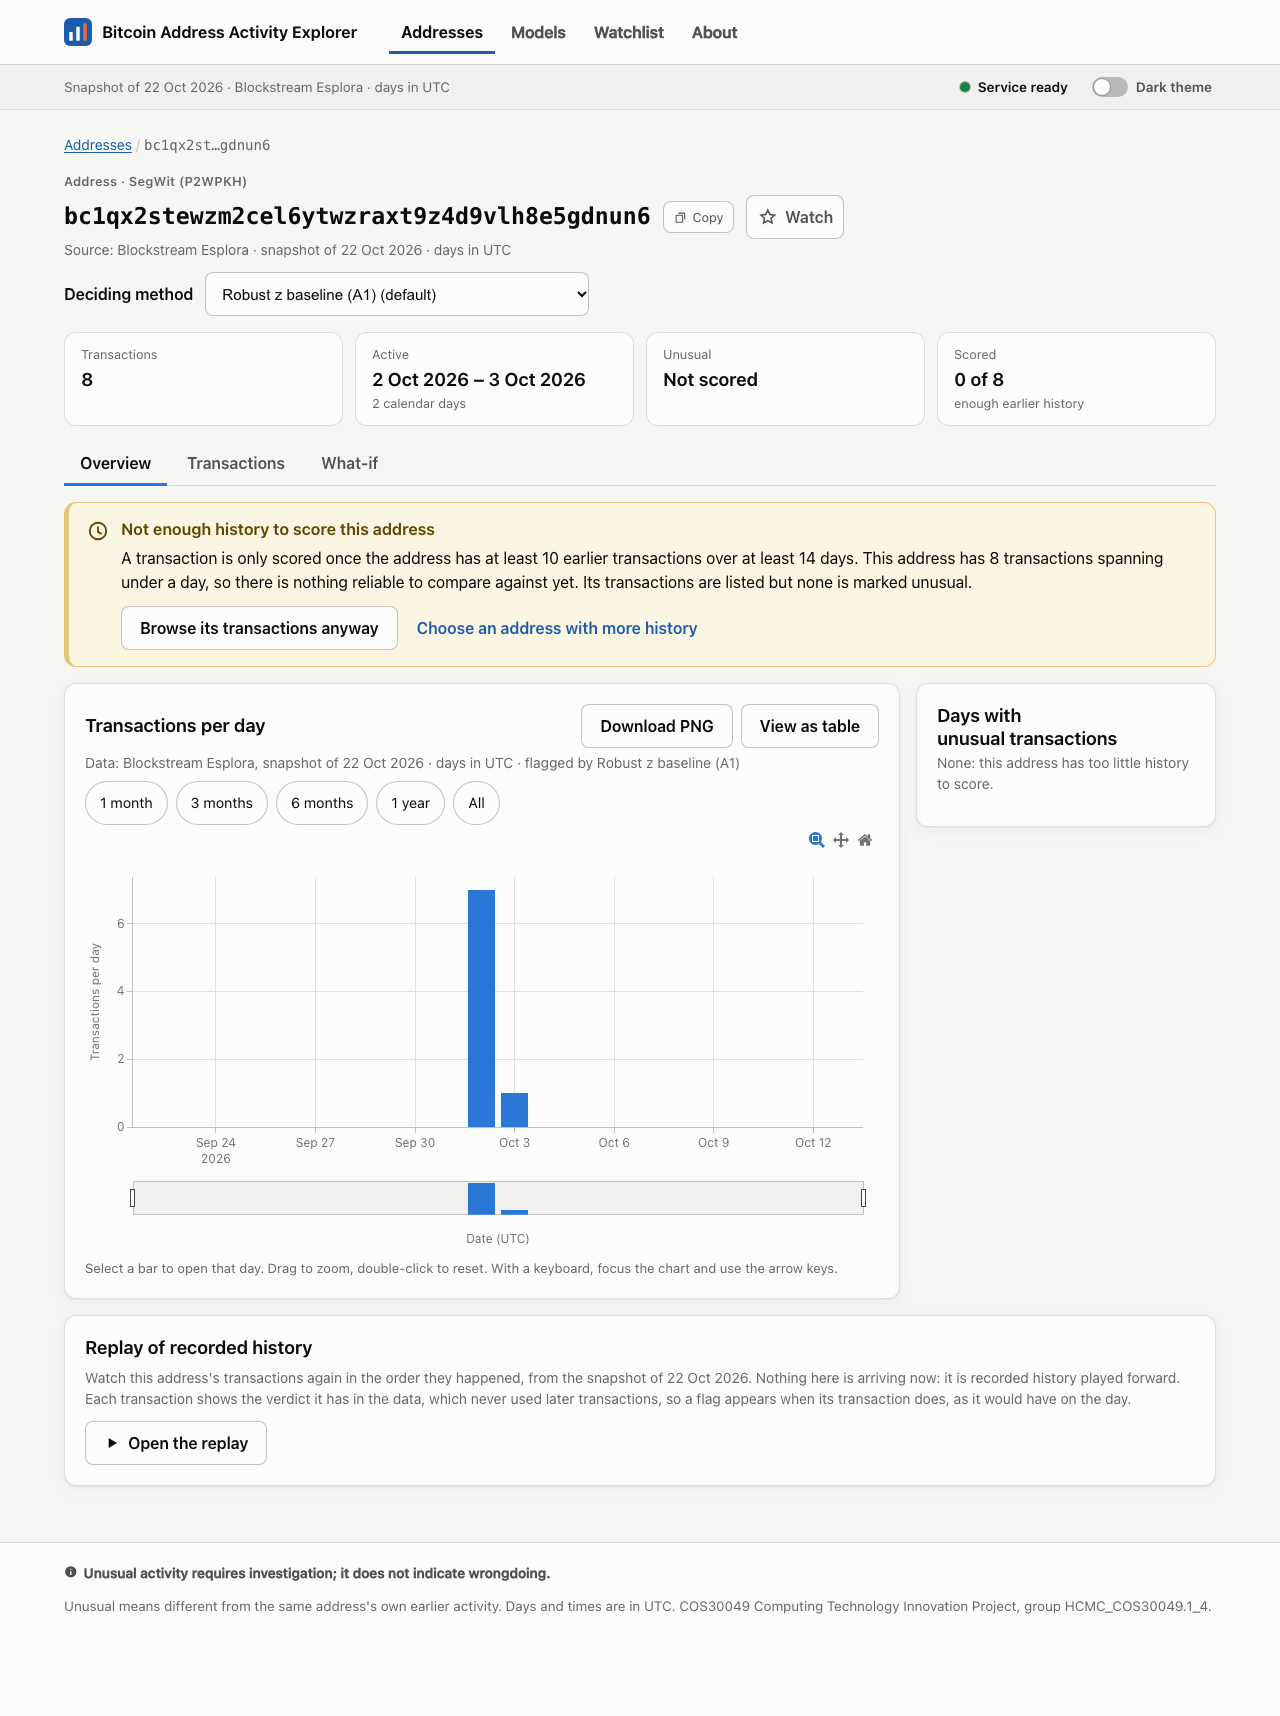 Bitcoin Address Activity Explorer
Addresses
Models
Watchlist
About
Snapshot of 22 Oct 2026 · Blockstream Esplora · days in UTC
Service ready
Dark theme
Addresses / bc1qx2st…gdnun6
Address · SegWit (P2WPKH)
bc1qx2stewzm2cel6ytwzraxt9z4d9vlh8e5gdnun6
Copy
Watch
Source: Blockstream Esplora · snapshot of 22 Oct 2026 · days in UTC
Deciding method
Robust z baseline (A1) (default)
Transactions
8
Active
2 Oct 2026 – 3 Oct 2026
2 calendar days
Unusual
Not scored
Scored
0 of 8
enough earlier history
Overview
Transactions
What-if
Not enough history to score this address
A transaction is only scored once the address has at least 10 earlier transactions over at least 14 days. This address has 8 transactions spanning
under a day, so there is nothing reliable to compare against yet. Its transactions are listed but none is marked unusual.
Browse its transactions anyway
Choose an address with more history
Transactions per day
Download PNG
View as table
Data: Blockstream Esplora, snapshot of 22 Oct 2026 · days in UTC · flagged by Robust z baseline (A1)
1 month
3 months
6 months
1 year
All
Transactions per day
6
4
2
0
Sep 24
2026
Sep 27
Sep 30
Oct 3
Oct 6
Oct 9
Oct 12
Date (UTC)
Select a bar to open that day. Drag to zoom, double-click to reset. With a keyboard, focus the chart and use the arrow keys.
Days with
unusual transactions
None: this address has too little history
to score.
Replay of recorded history
Watch this address's transactions again in the order they happened, from the snapshot of 22 Oct 2026. Nothing here is arriving now: it is recorded history played forward.
Each transaction shows the verdict it has in the data, which never used later transactions, so a flag appears when its transaction does, as it would have on the day.
Open the replay
Unusual activity requires investigation; it does not indicate wrongdoing.
Unusual means different from the same address's own earlier activity. Days and times are in UTC. COS30049 Computing Technology Innovation Project, group HCMC_COS30049.1_4.